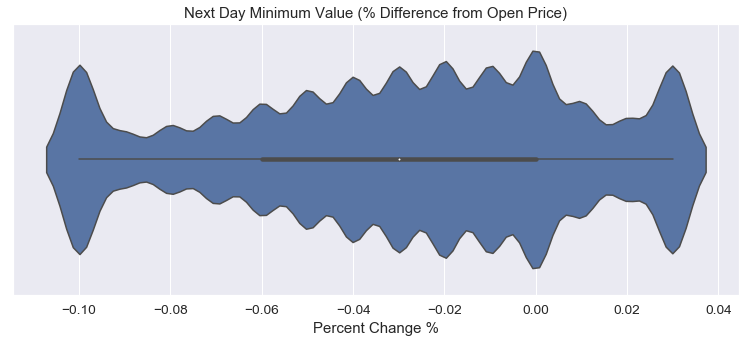 Next Day Minimum Value (% Difference from Open Price)
−0.10 −0.08 −0.06 −0.04 −0.02 0.00 0.02 0.04
Percent Change %